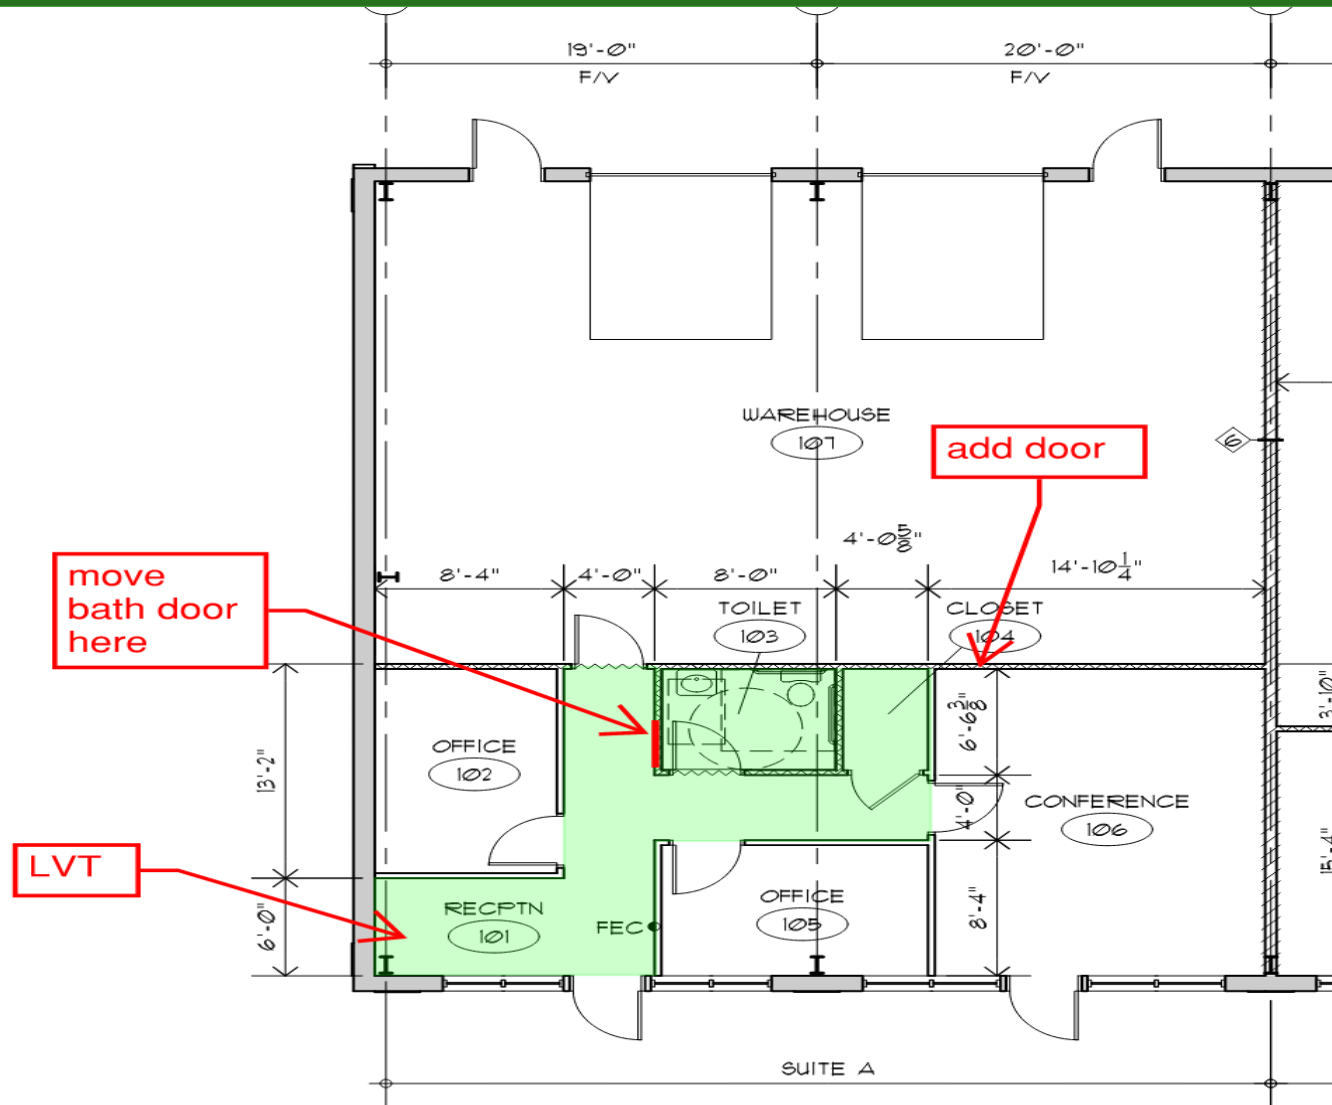 19'-0"
20'-0"
F/V
F/V
WAREHOUSE
107
add door
6
4'-0 5/8"
move
bath door
here
8'-4"
4'-0"
8'-0"
14'-10 1/4"
TOILET
103
CLOSET
104
6'-6 3/8"
3'-10"
OFFICE
102
13'-2"
4'-0"
CONFERENCE
106
LVT
15'-4"
OFFICE
105
RECPTN
101
FEC
6'-0"
8'-4"
SUITE A